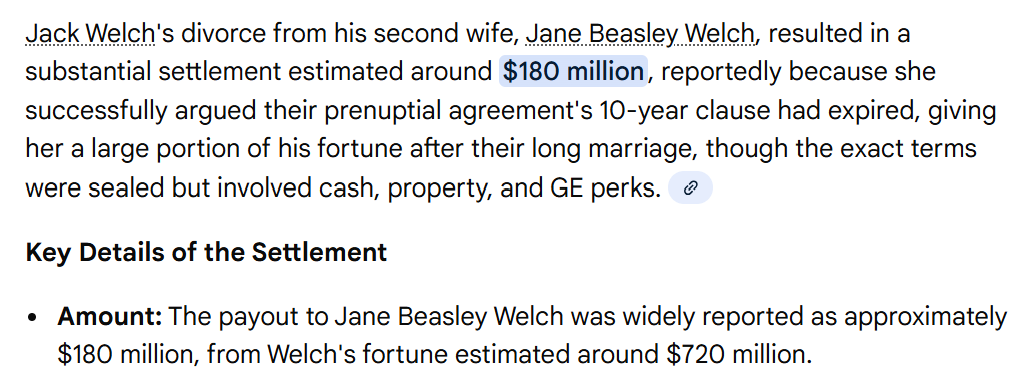 Jack Welch's divorce from his second wife, Jane Beasley Welch, resulted in a
substantial settlement estimated around $180 million, reportedly because she
successfully argued their prenuptial agreement's 10-year clause had expired, giving
her a large portion of his fortune after their long marriage, though the exact terms
were sealed but involved cash, property, and GE perks.
Key Details of the Settlement
• Amount: The payout to Jane Beasley Welch was widely reported as approximately
$180 million, from Welch's fortune estimated around $720 million.